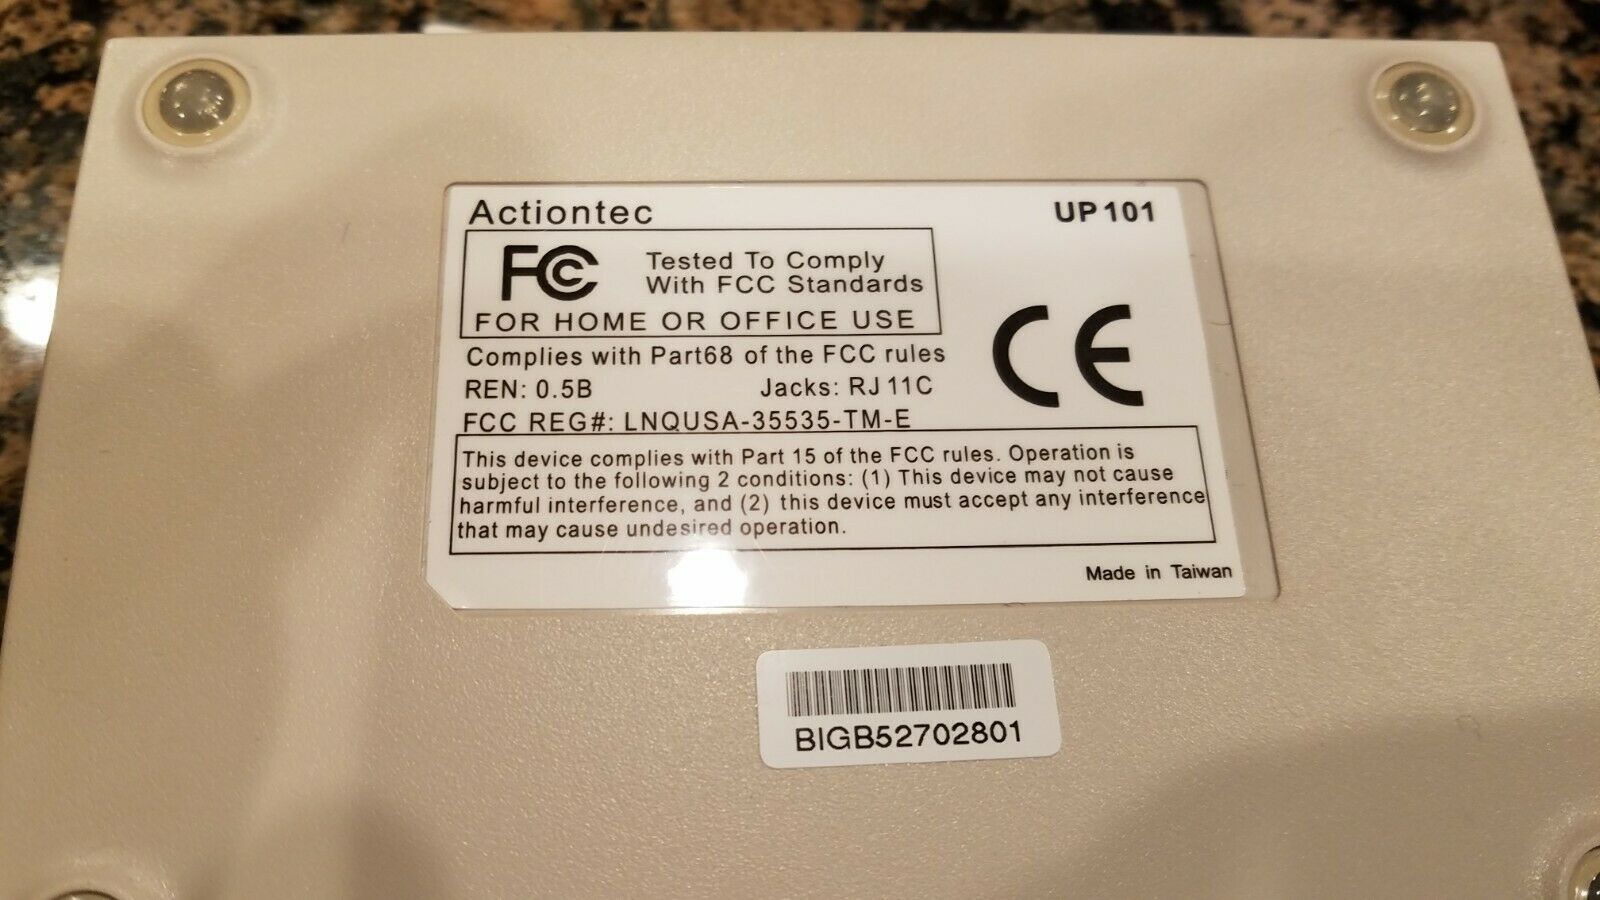 Actiontec UP101
FC Tested To Comply
With FCC Standards
FOR HOME OR OFFICE USE
Complies with Part68 of the FCC rules
REN: 0.5B Jacks: RJ11C
FCC REG#: LNQUSA-35535-TM-E
CE
This device complies with Part 15 of the FCC rules. Operation is
subject to the following 2 conditions: (1) This device may not cause
harmful interference, and (2) this device must accept any interference
that may cause undesired operation.
Made in Taiwan
BIGB52702801